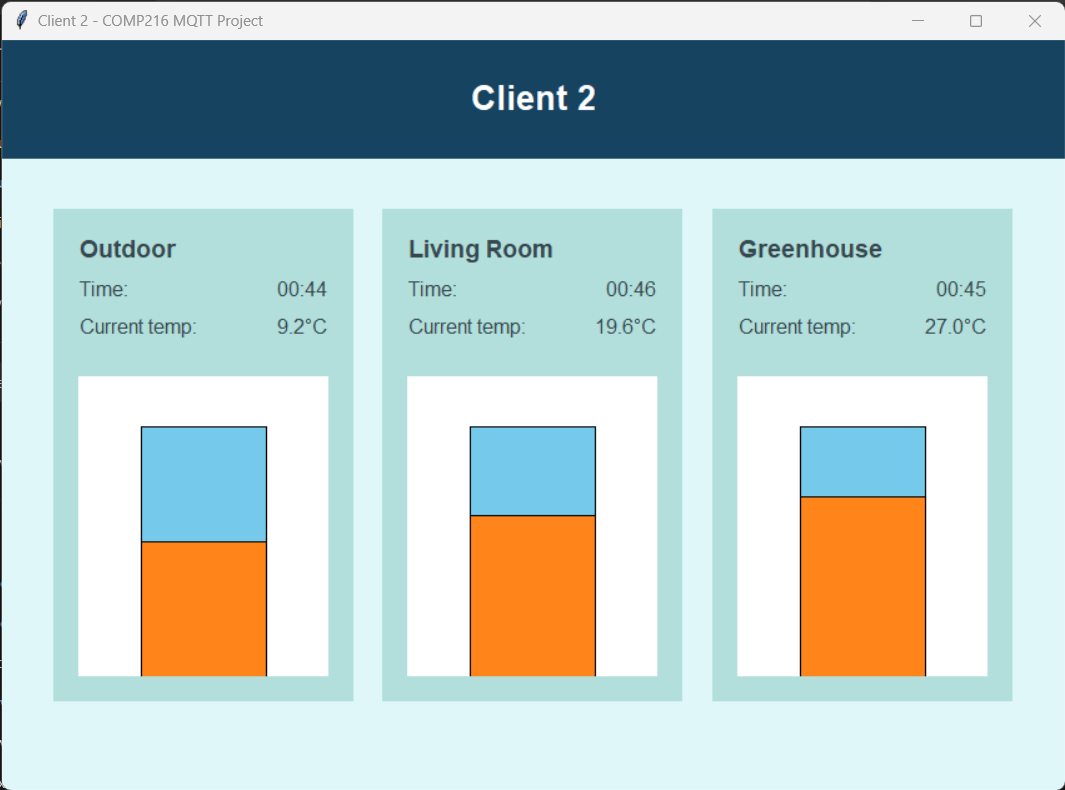 Client 2 - COMP216 MQTT Project
Client 2
Outdoor
Time: 00:44
Current temp: 9.2°C
Living Room
Time: 00:46
Current temp: 19.6°C
Greenhouse
Time: 00:45
Current temp: 27.0°C